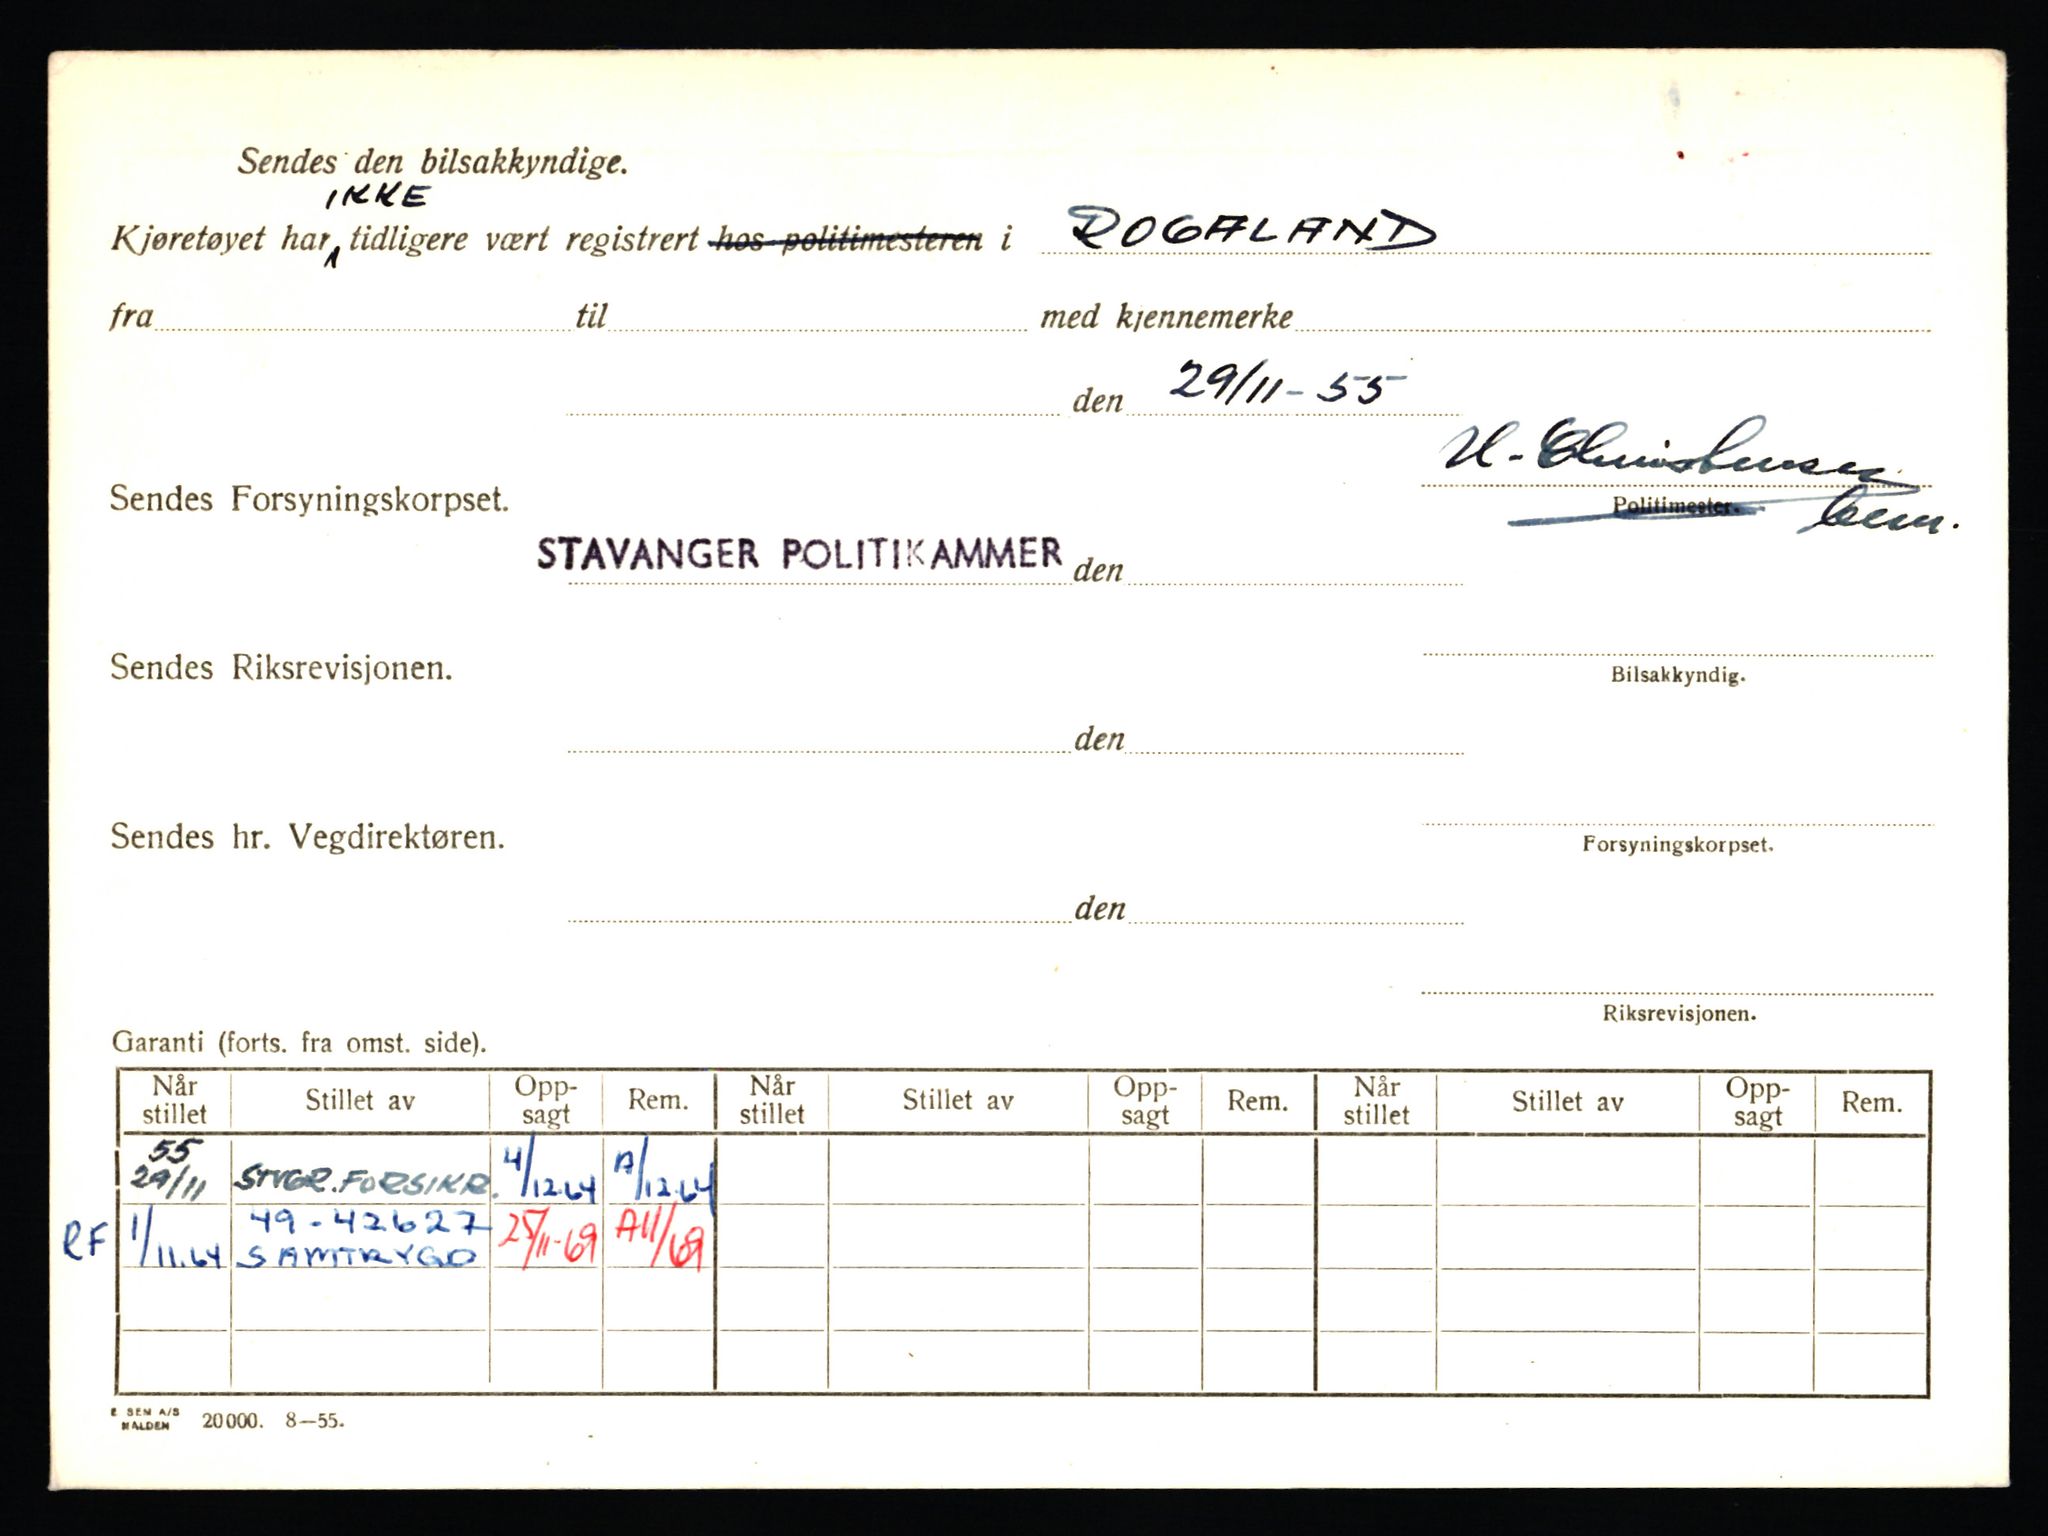 Sendes den bilsakkyndige.
IKKE
Kjøretøyet har tidligere vært registrert hos politimesteren i ROGALAND
fra til med kjennemerke
den 29/11-55
H. Christensen
Sendes Forsyningskorpset.
Politimester.
STAVANGER POLITIKAMMER den
Sendes Riksrevisjonen.
Bilsakkyndig.
den
Sendes hr. Vegdirektøren.
Forsyningskorpset.
den
Riksrevisjonen.
Garanti (forts. fra omst. side).
Når stillet Stillet av Opp-sagt Rem. Når stillet Stillet av Opp-sagt Rem. Når stillet Stillet av Opp-sagt Rem.
55
29/11 STVGR. FORSIKR. 4/12.64 A/12.64
RF 1/11.64 49-42627 25/11-69 A11/69
SAMTRYGD
E SEM A/S
HALDEN 20000. 8—55.